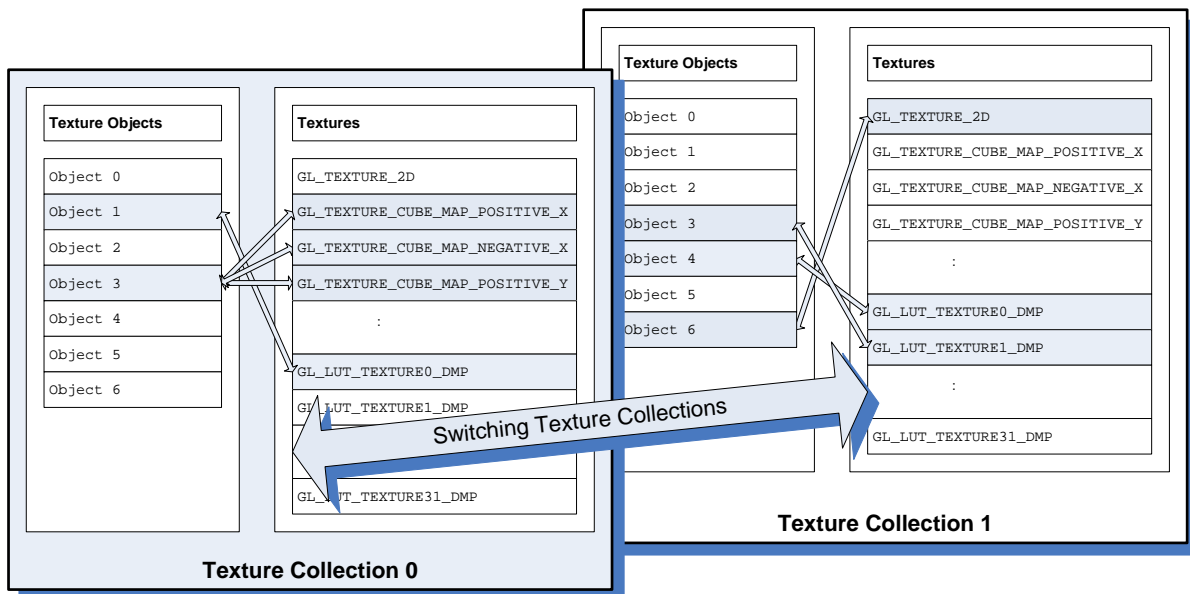 Texture Objects
Object 0
Object 1
Object 2
Object 3
Object 4
Object 5
Object 6
Textures
GL_TEXTURE_2D
GL_TEXTURE_CUBE_MAP_POSITIVE_X
GL_TEXTURE_CUBE_MAP_NEGATIVE_X
GL_TEXTURE_CUBE_MAP_POSITIVE_Y
:
GL_LUT_TEXTURE0_DMP
GL_LUT_TEXTURE1_DMP
GL_LUT_TEXTURE31_DMP
Texture Collection 0
Switching Texture Collections
Texture Objects
Object 0
Object 1
Object 2
Object 3
Object 4
Object 5
Object 6
Textures
GL_TEXTURE_2D
GL_TEXTURE_CUBE_MAP_POSITIVE_X
GL_TEXTURE_CUBE_MAP_NEGATIVE_X
GL_TEXTURE_CUBE_MAP_POSITIVE_Y
:
GL_LUT_TEXTURE0_DMP
GL_LUT_TEXTURE1_DMP
:
GL_LUT_TEXTURE31_DMP
Texture Collection 1